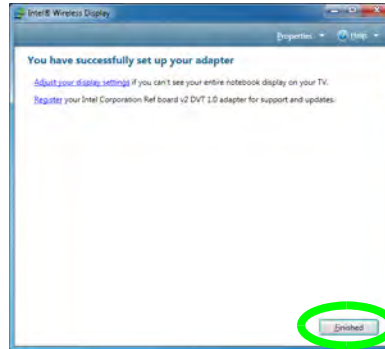 Intel® Wireless Display
Properties Help
You have successfully set up your adapter
Adjust your display settings if you can't see your entire notebook display on your TV.
Register your Intel Corporation Ref board v2 DVT 1.0 adapter for support and updates.
Finished